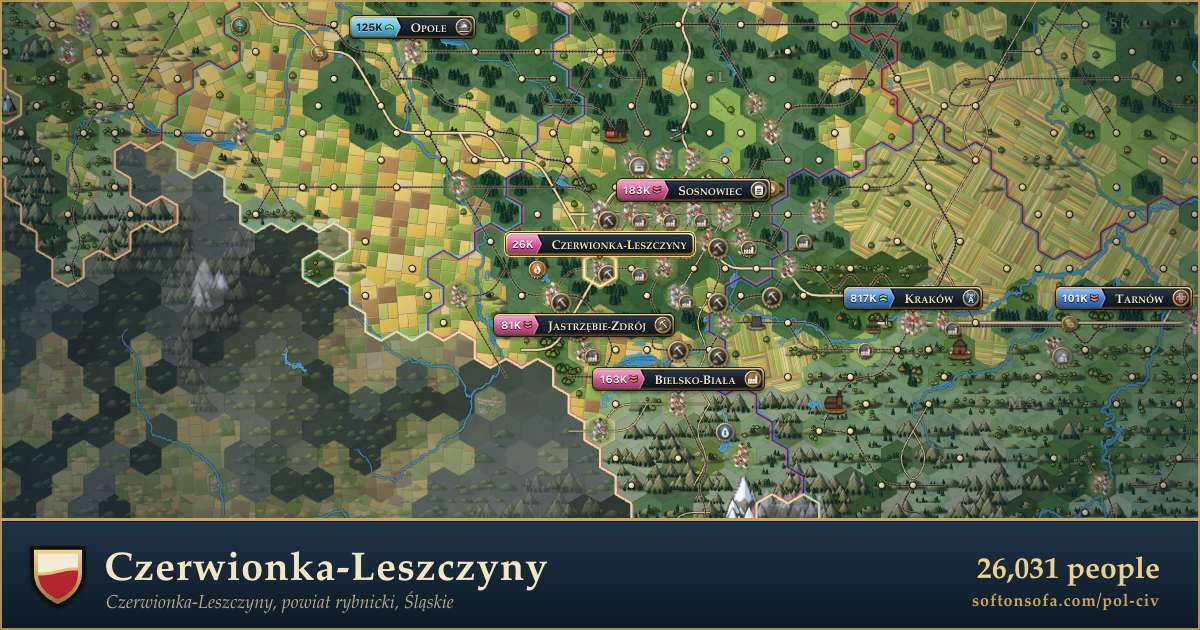 125K OPOLE
183K SOSNOWIEC
26K CZERWIONKA-LESZCZYNY
817K KRAKÓW
101K TARNÓW
81K JASTRZĘBIE-ZDRÓJ
163K BIELSKO-BIAŁA
Czerwionka-Leszczyny
26,031 people
Czerwionka-Leszczyny, powiat rybnicki, Śląskie
softonsofa.com/pol-civ